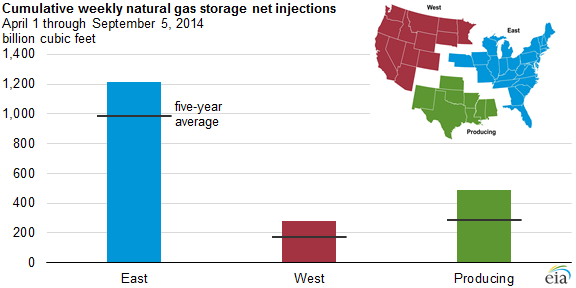 Cumulative weekly natural gas storage net injections
April 1 through September 5, 2014
billion cubic feet
1,400
1,200
1,000
800
600
400
200
0
five-year
average
East
West
Producing
West
East
Producing
eia